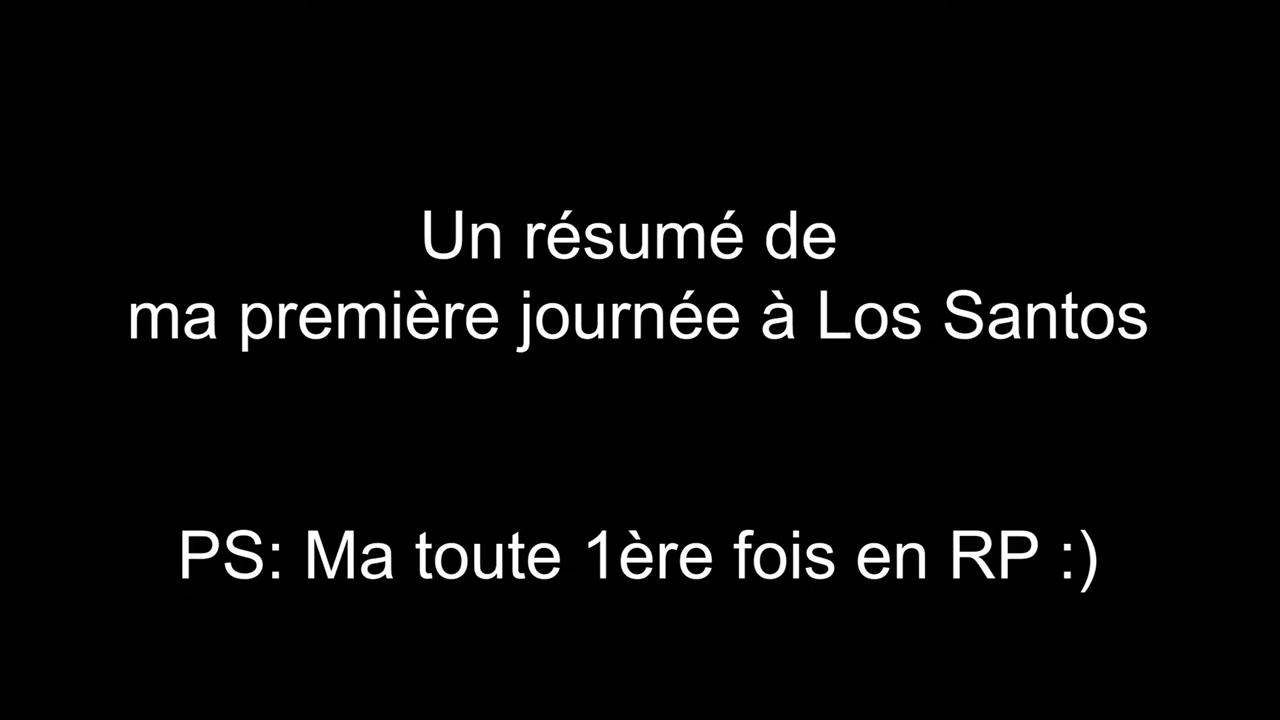 Un résumé de
ma première journée à Los Santos
PS: Ma toute 1ère fois en RP :)